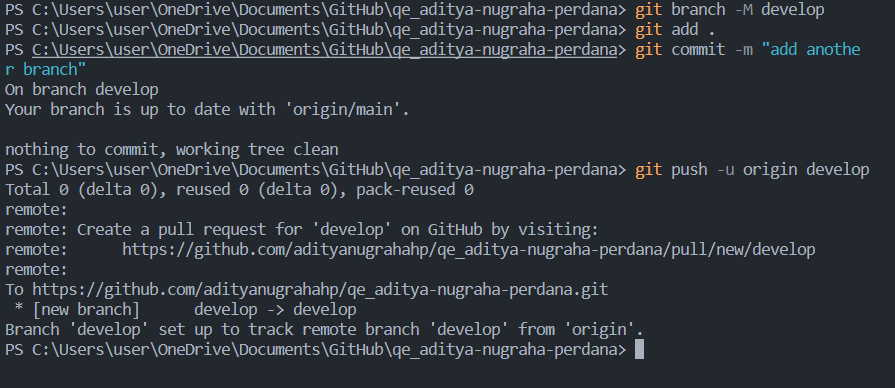 PS C:\Users\user\OneDrive\Documents\GitHub\qe_aditya-nugraha-perdana> git branch -M develop
PS C:\Users\user\OneDrive\Documents\GitHub\qe_aditya-nugraha-perdana> git add .
PS C:\Users\user\OneDrive\Documents\GitHub\qe_aditya-nugraha-perdana> git commit -m "add anothe
r branch"
On branch develop
Your branch is up to date with 'origin/main'.

nothing to commit, working tree clean
PS C:\Users\user\OneDrive\Documents\GitHub\qe_aditya-nugraha-perdana> git push -u origin develop
Total 0 (delta 0), reused 0 (delta 0), pack-reused 0
remote:
remote: Create a pull request for 'develop' on GitHub by visiting:
remote:      https://github.com/adityanugrahahp/qe_aditya-nugraha-perdana/pull/new/develop
remote:
To https://github.com/adityanugrahahp/qe_aditya-nugraha-perdana.git
 * [new branch]      develop -> develop
Branch 'develop' set up to track remote branch 'develop' from 'origin'.
PS C:\Users\user\OneDrive\Documents\GitHub\qe_aditya-nugraha-perdana>